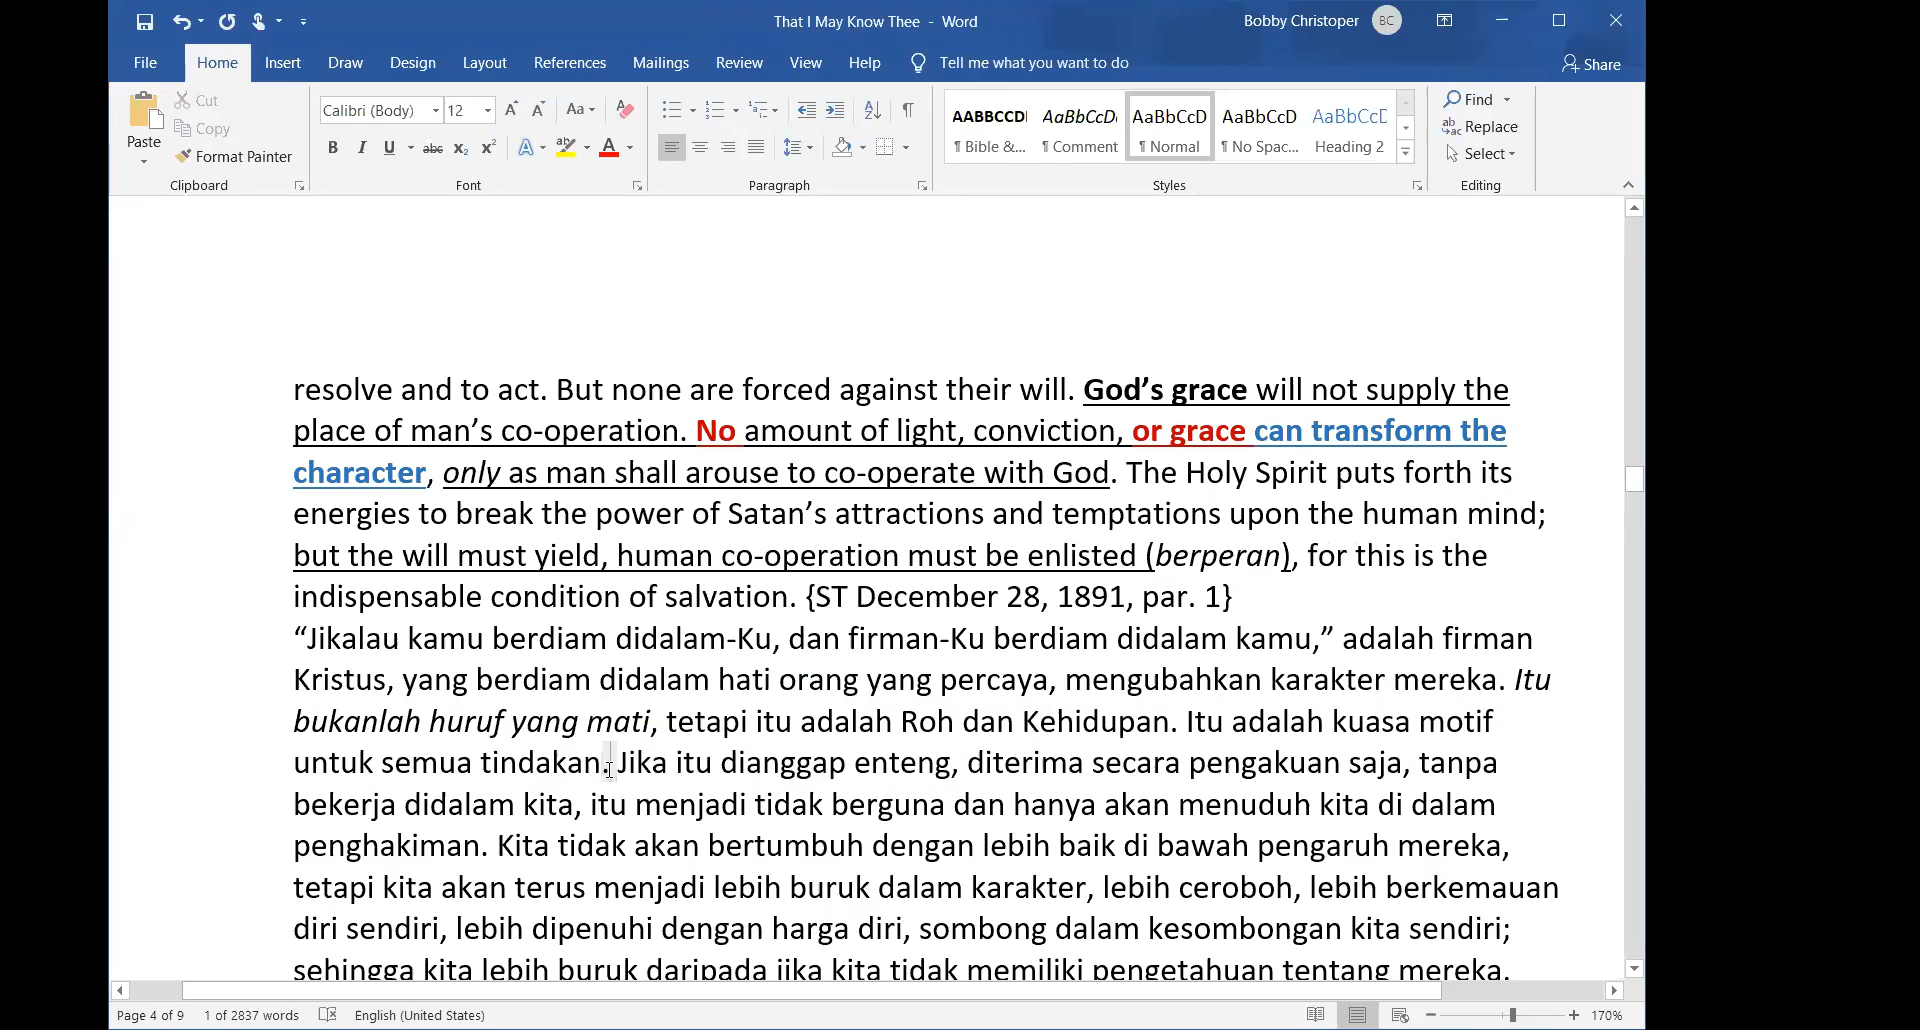 That I May Know Thee - Word
Bobby Christoper BC
File Home Insert Draw Design Layout References Mailings Review View Help Tell me what you want to do Share
Paste Cut Copy Format Painter
Clipboard
Calibri (Body) 12
Font
Paragraph
AABBCCDI ¶ Bible &...
AaBbCcD ¶ Comment
AaBbCcD ¶ Normal
AaBbCcD ¶ No Spac...
AaBbCcD Heading 2
Styles
Find
Replace
Select
Editing
resolve and to act. But none are forced against their will. God’s grace will not supply the
place of man’s co-operation. No amount of light, conviction, or grace can transform the
character, only as man shall arouse to co-operate with God. The Holy Spirit puts forth its
energies to break the power of Satan’s attractions and temptations upon the human mind;
but the will must yield, human co-operation must be enlisted (berperan), for this is the
indispensable condition of salvation. {ST December 28, 1891, par. 1}
“Jikalau kamu berdiam didalam-Ku, dan firman-Ku berdiam didalam kamu,” adalah firman
Kristus, yang berdiam didalam hati orang yang percaya, mengubahkan karakter mereka. Itu
bukanlah huruf yang mati, tetapi itu adalah Roh dan Kehidupan. Itu adalah kuasa motif
untuk semua tindakan. Jika itu dianggap enteng, diterima secara pengakuan saja, tanpa
bekerja didalam kita, itu menjadi tidak berguna dan hanya akan menuduh kita di dalam
penghakiman. Kita tidak akan bertumbuh dengan lebih baik di bawah pengaruh mereka,
tetapi kita akan terus menjadi lebih buruk dalam karakter, lebih ceroboh, lebih berkemauan
diri sendiri, lebih dipenuhi dengan harga diri, sombong dalam kesombongan kita sendiri;
sehingga kita lebih buruk daripada jika kita tidak memiliki pengetahuan tentang mereka.
Page 4 of 9 1 of 2837 words English (United States) 170%